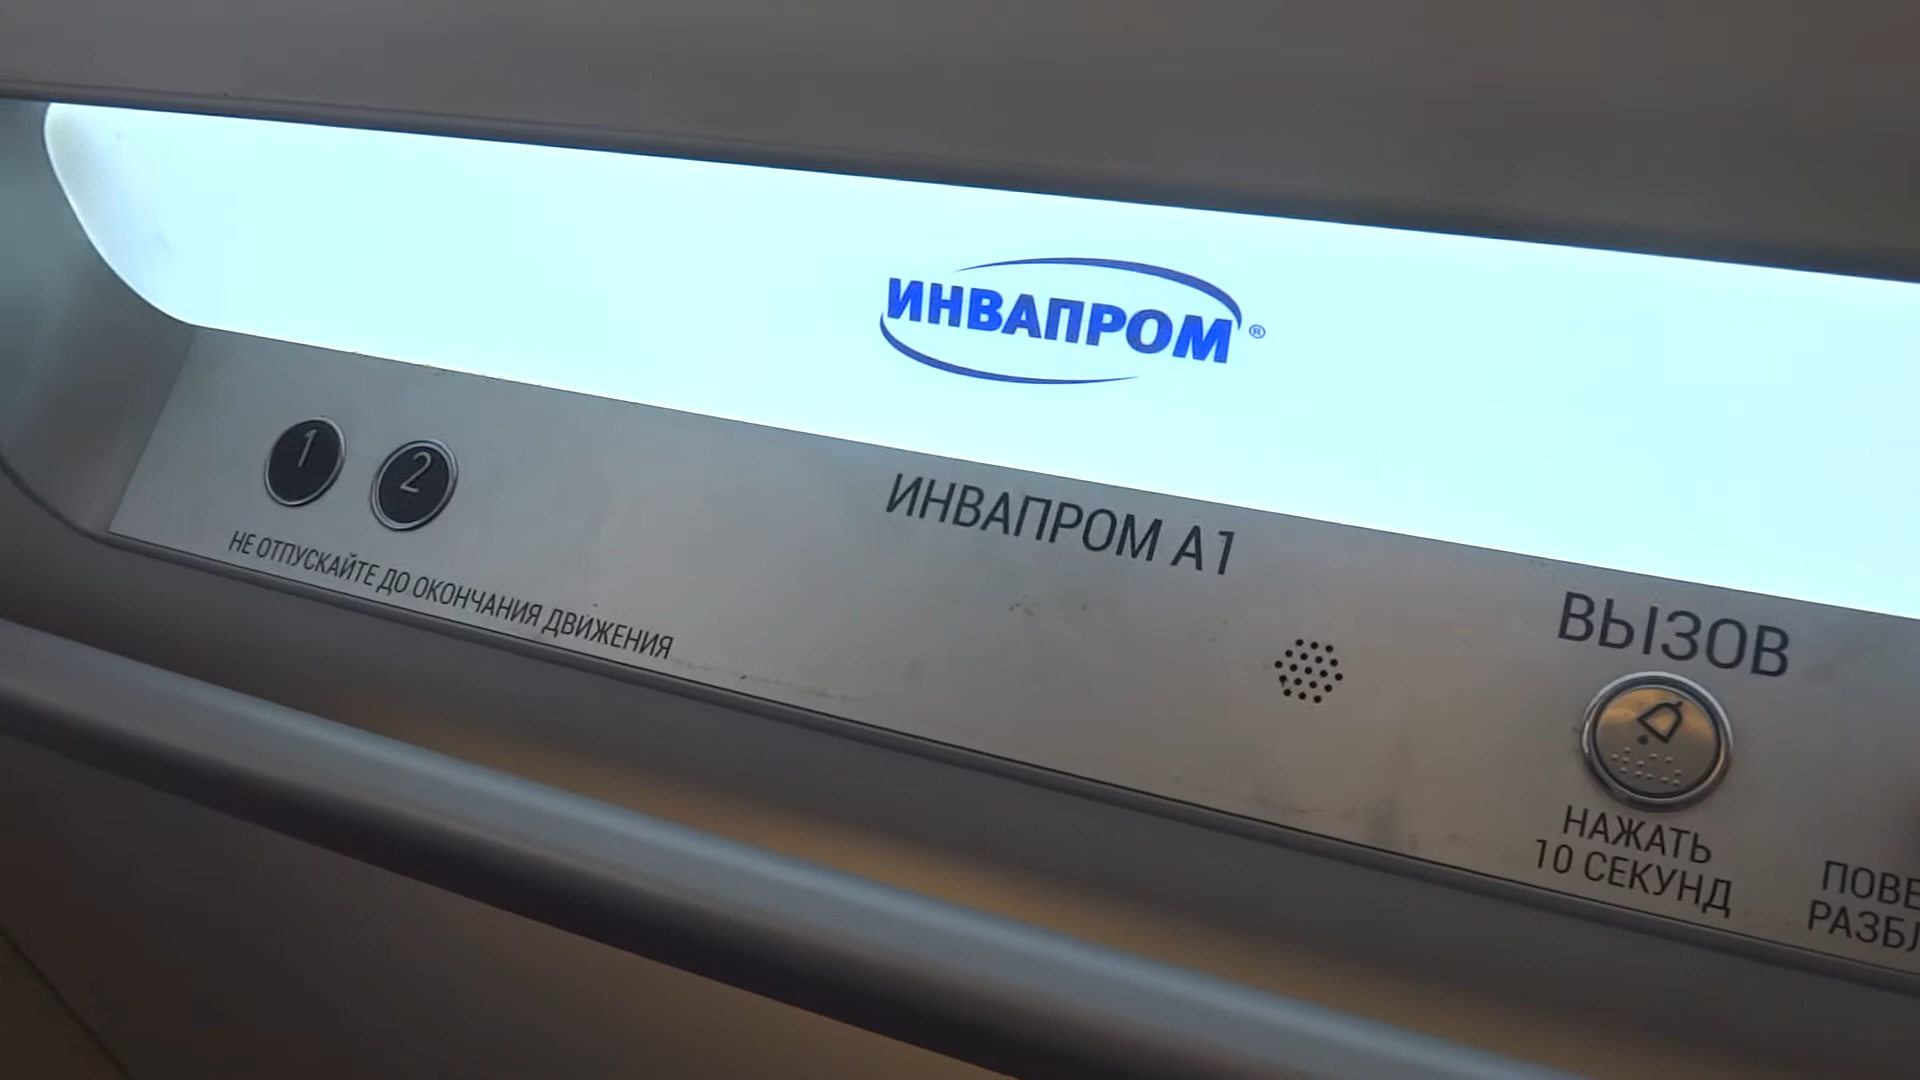 ИНВАПРОМ®
1
2
НЕ ОТПУСКАЙТЕ ДО ОКОНЧАНИЯ ДВИЖЕНИЯ
ИНВАПРОМ А1
ВЫЗОВ
НАЖАТЬ
10 СЕКУНД